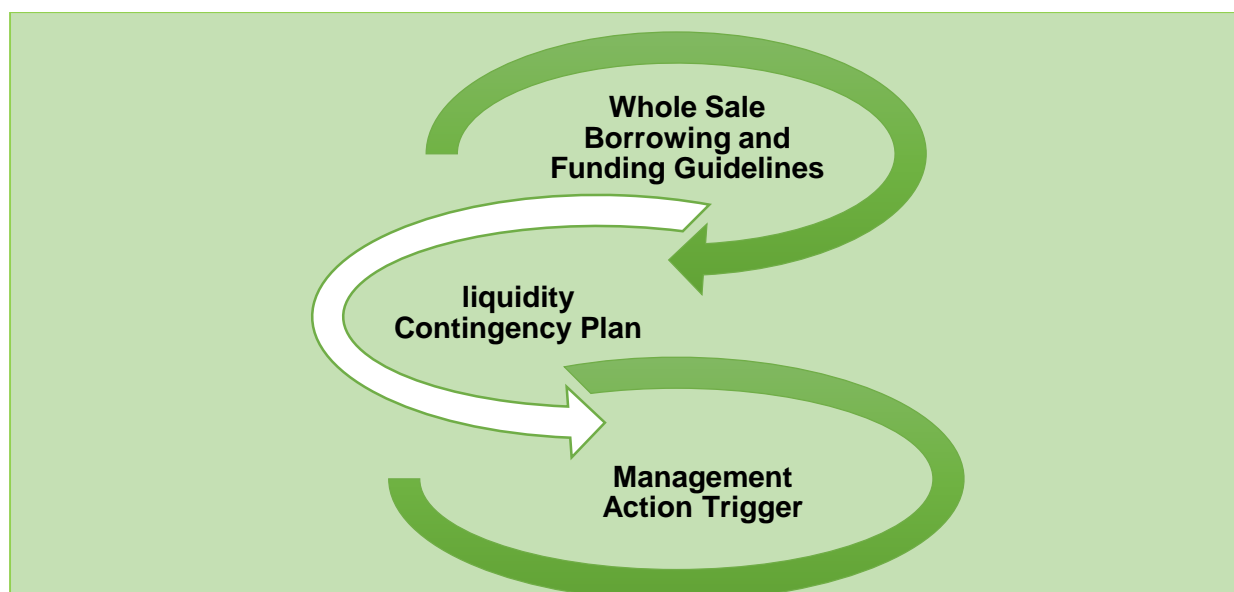 Whole Sale
Borrowing and
Funding Guidelines
liquidity
Contingency Plan
Management
Action Trigger